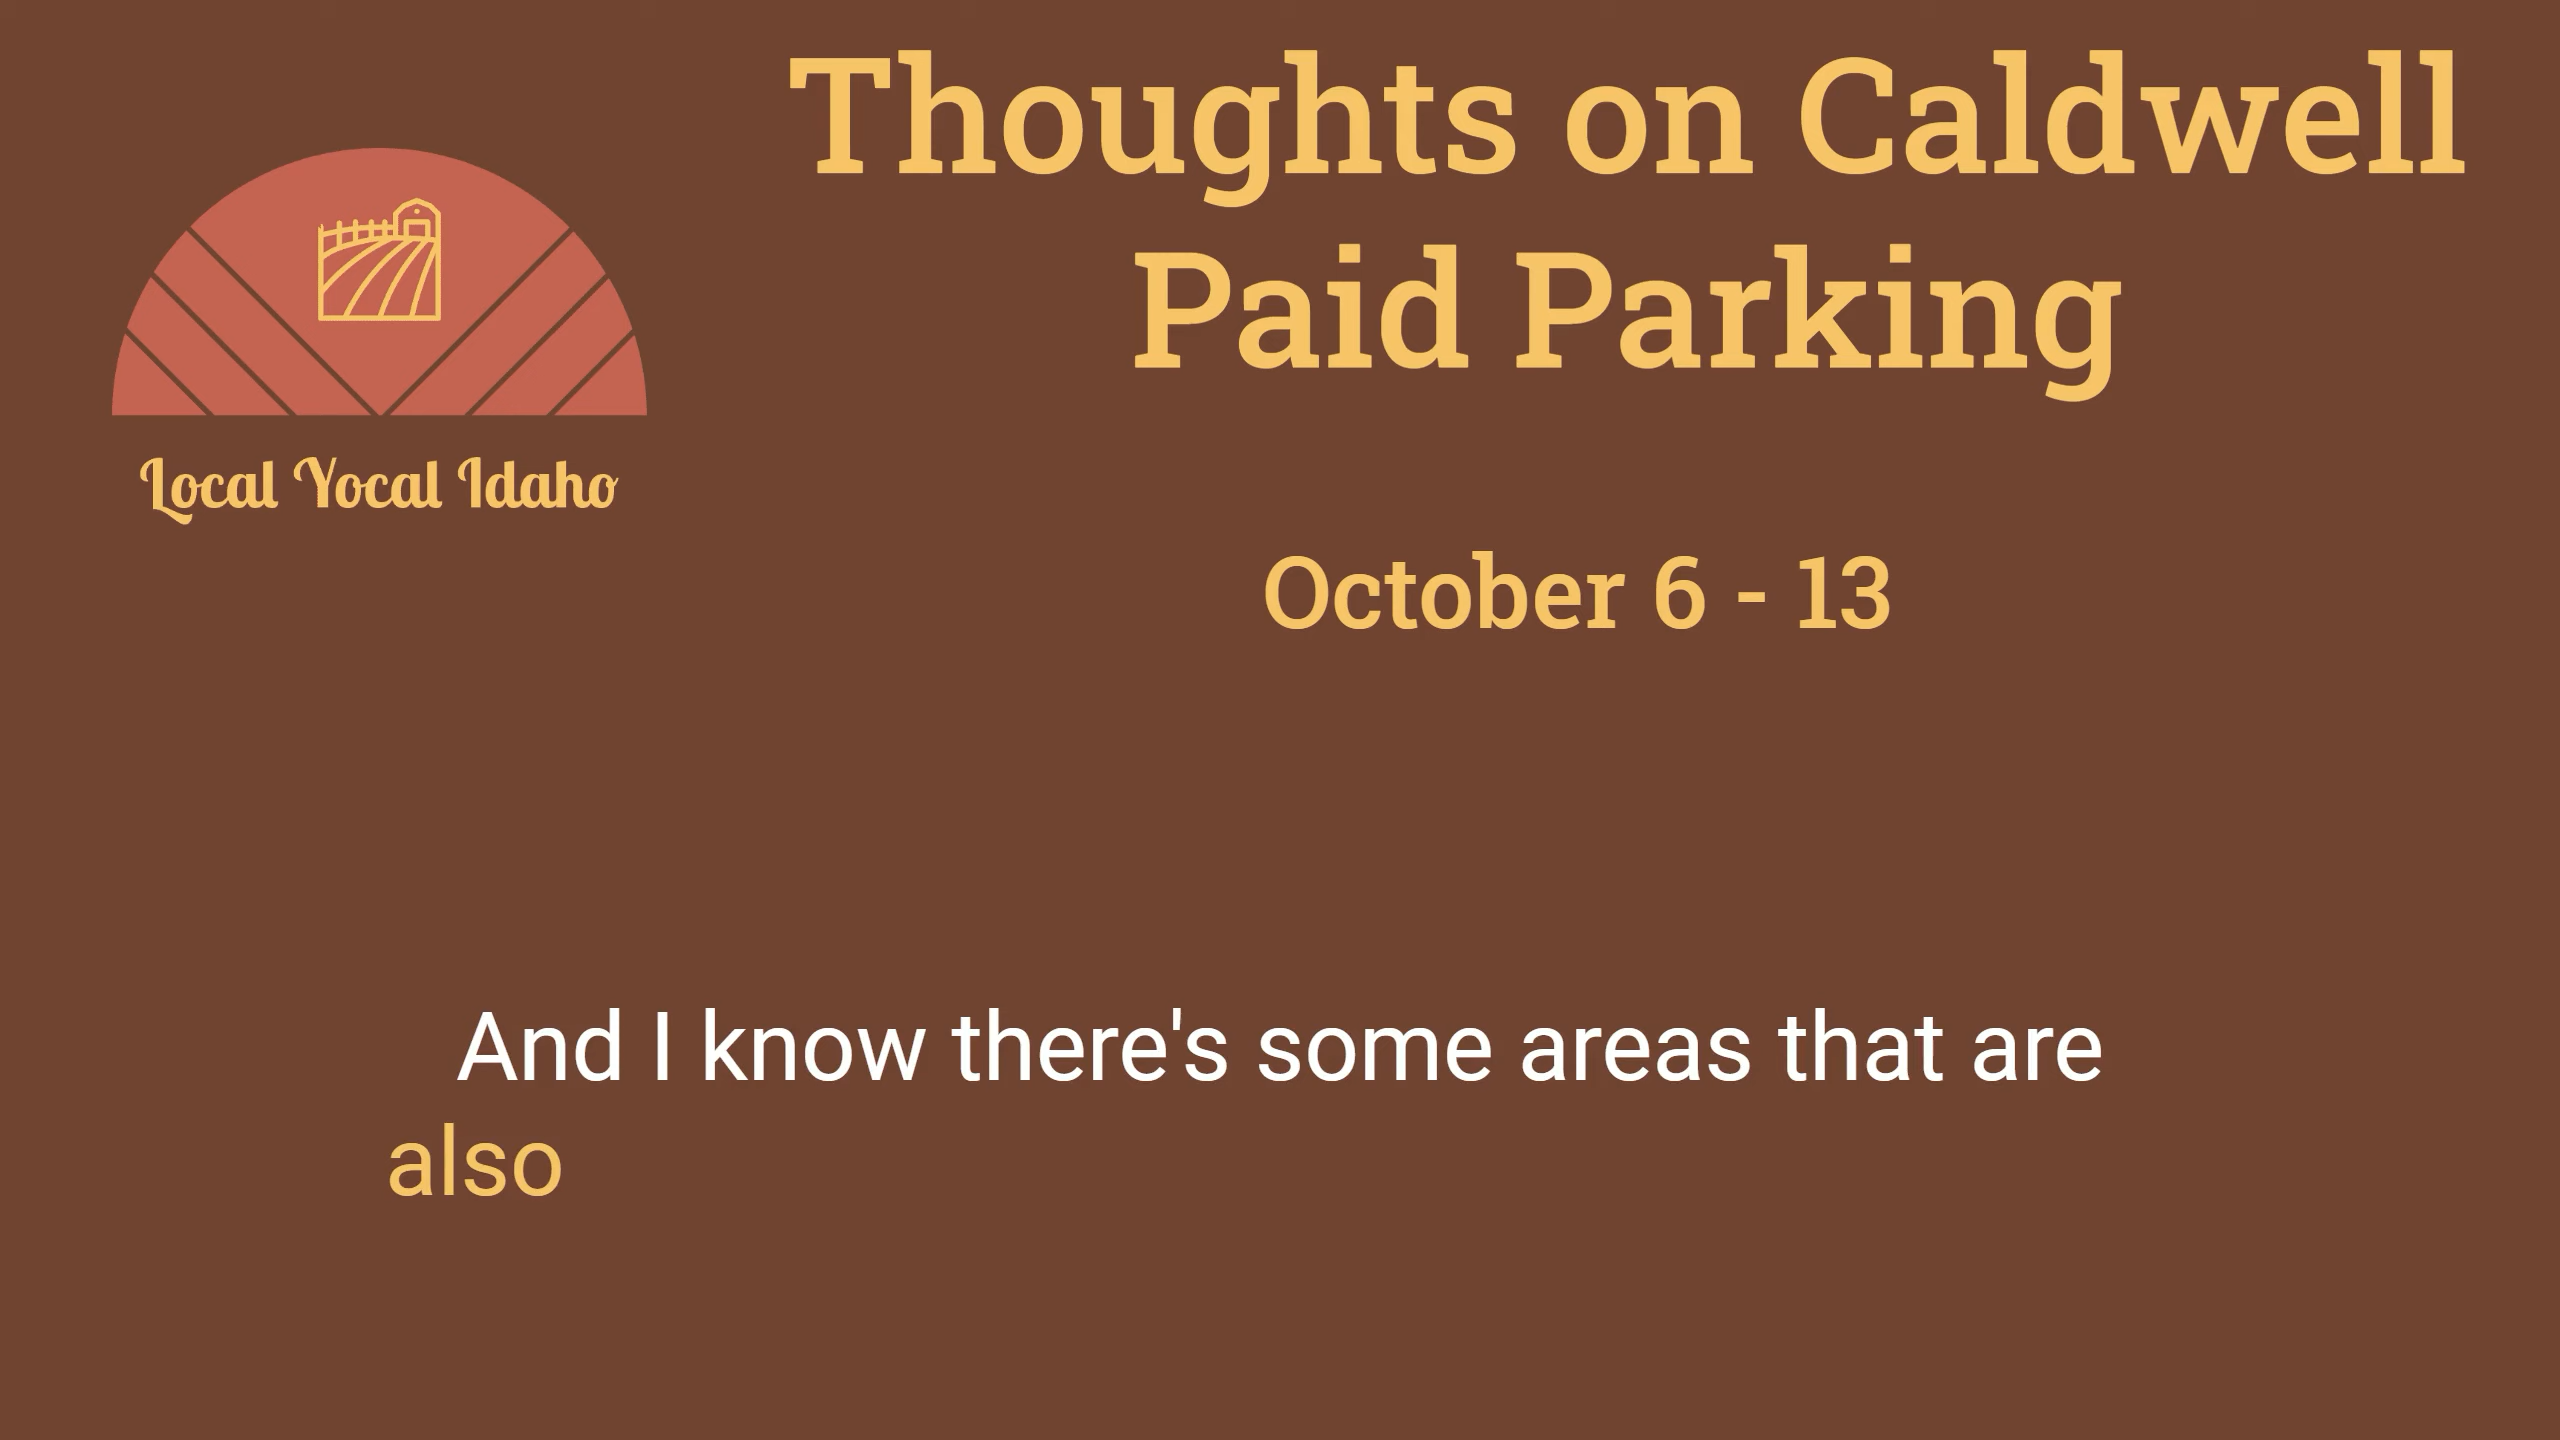 Thoughts on Caldwell
Paid Parking
Local Yocal Idaho
October 6 - 13
And I know there's some areas that are
also